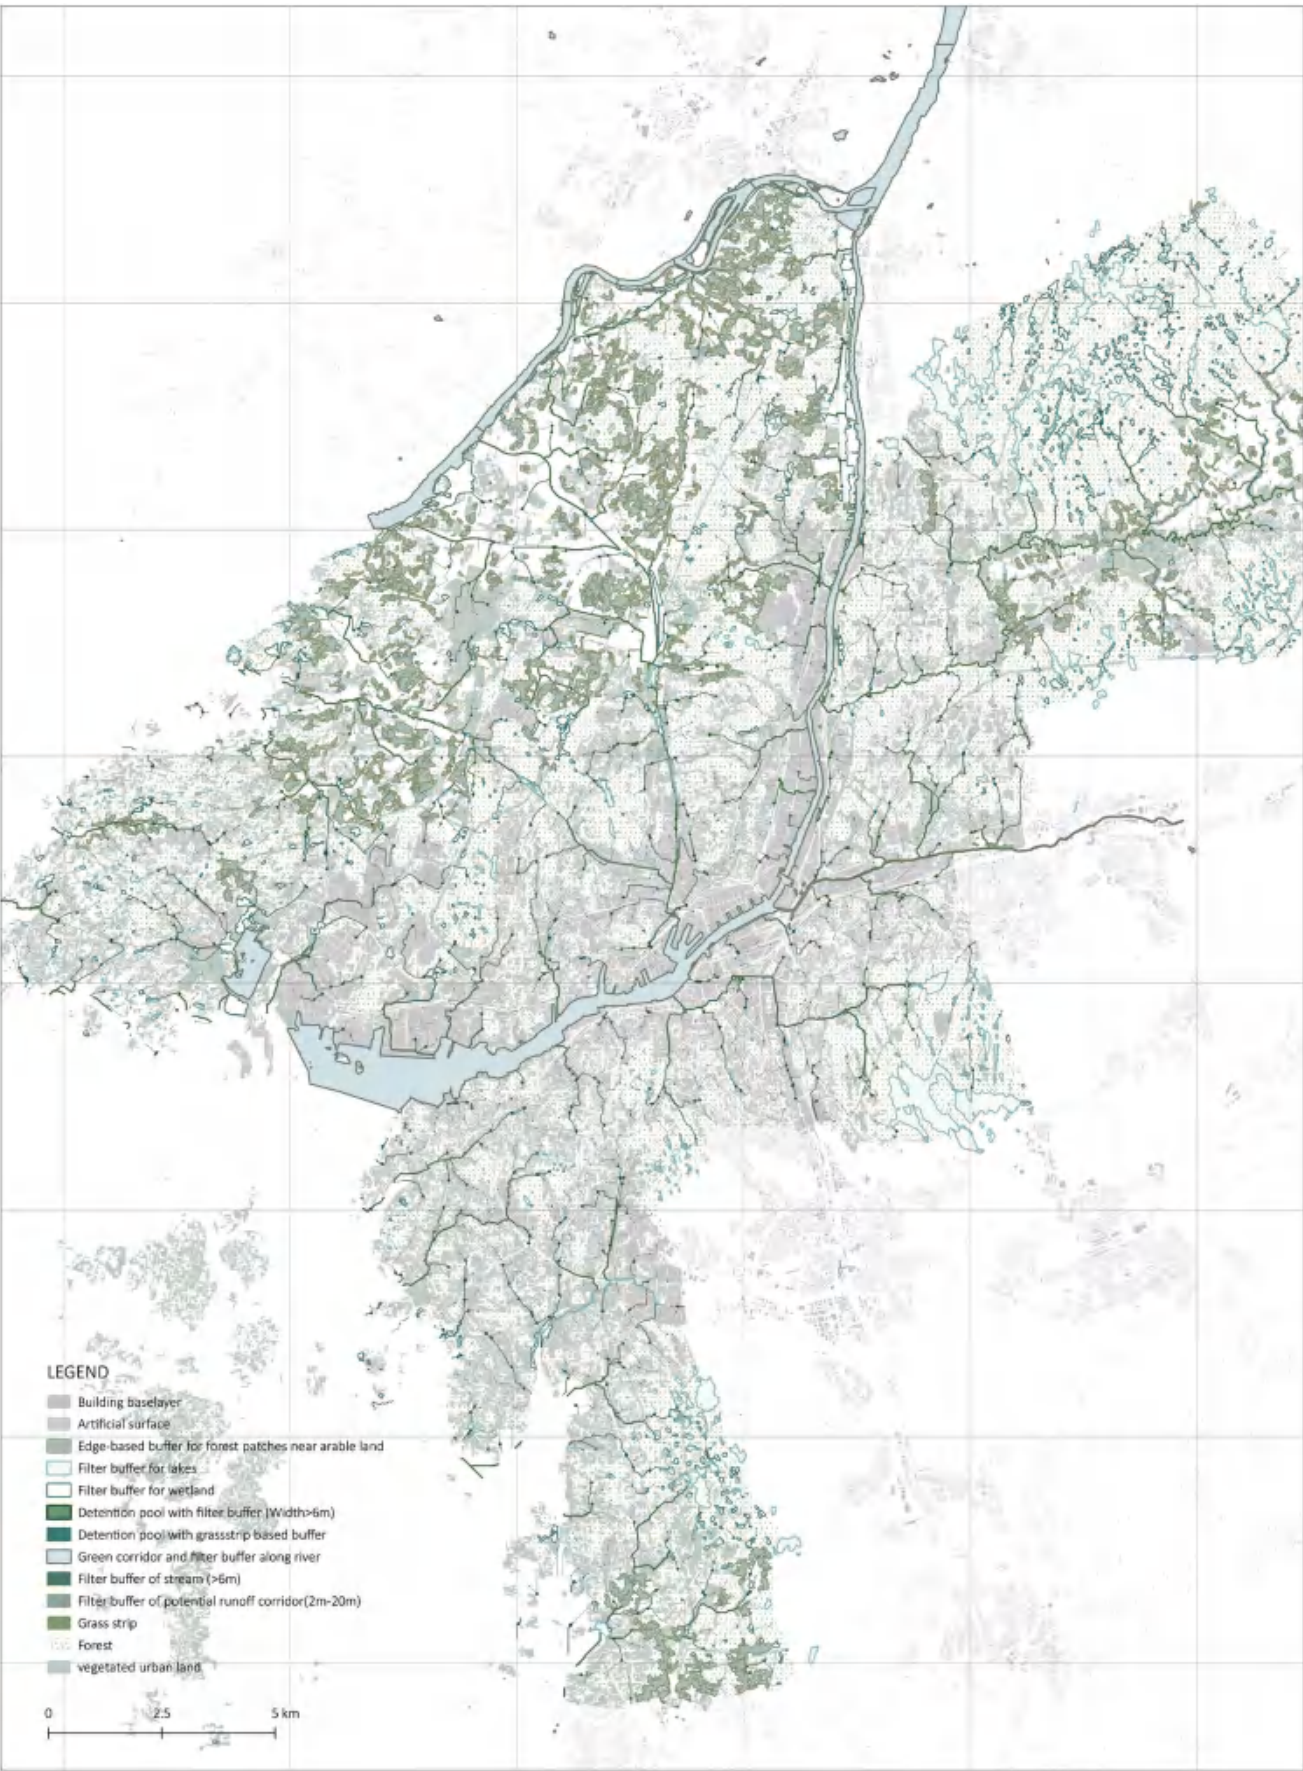 LEGEND
Building baselayer
Artificial surface
Edge-based buffer for forest patches near arable land
Filter buffer for lakes
Filter buffer for wetland
Detention pool with filter buffer (Width>6m)
Detention pool with grassstrip based buffer
Green corridor and filter buffer along river
Filter buffer of stream (>6m)
Filter buffer of potential runoff corridor(2m-20m)
Grass strip
Forest
vegetated urban land
0 2.5 5 km